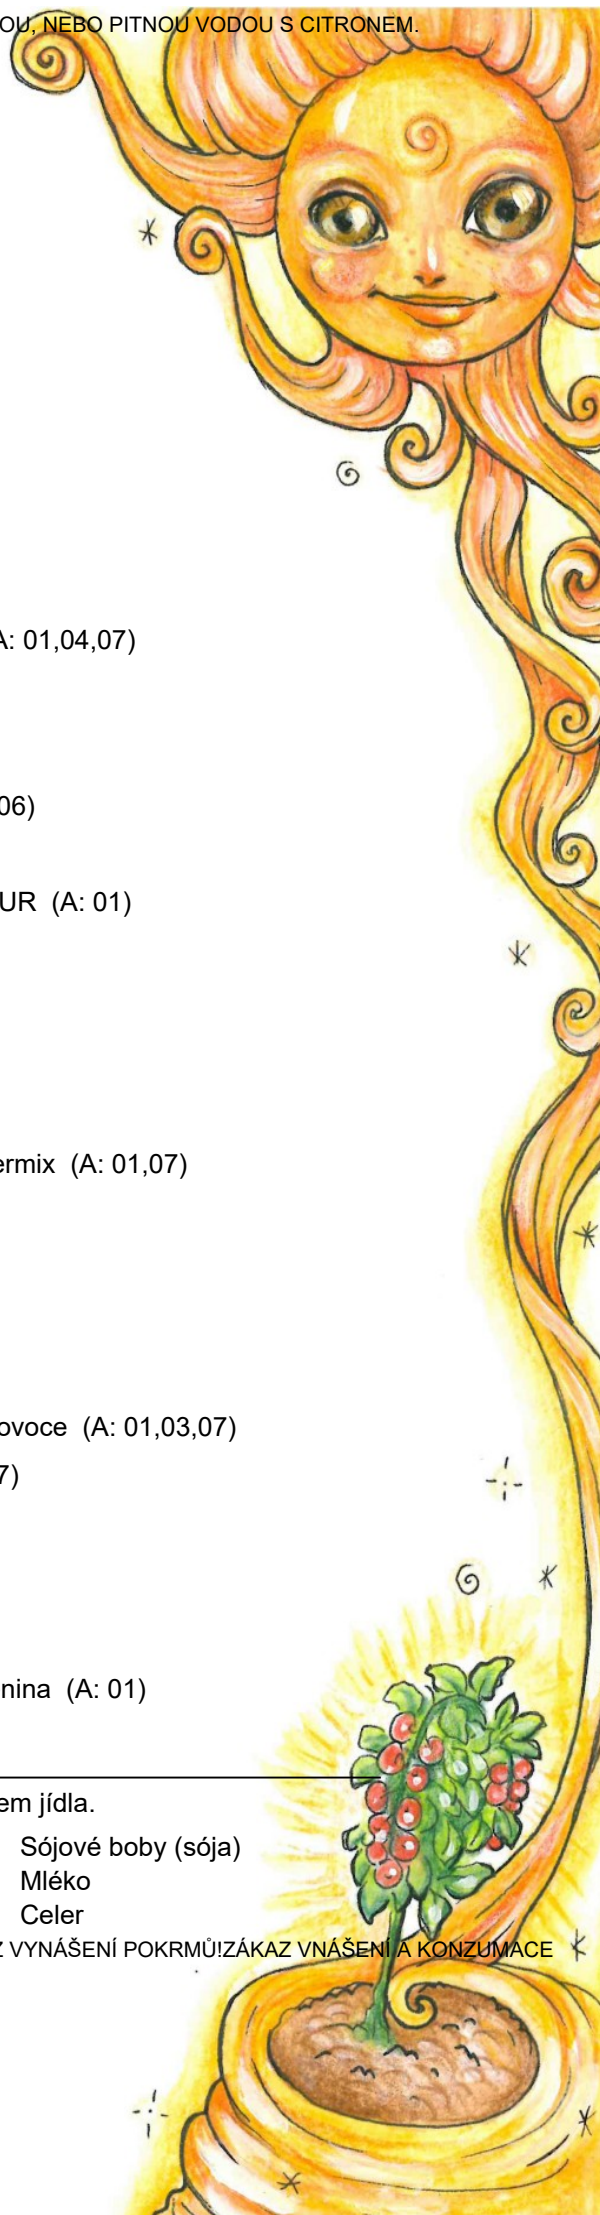 OU, NEBO PITNOU VODOU S CITRONEM.
A: 01,04,07)
06)
UR (A: 01)
ermix (A: 01,07)
ovoce (A: 01,03,07)
7)
nina (A: 01)
em jídla.
Sójové boby (sója)
Mléko
Celer
Z VYNÁŠENÍ POKRMŮ!ZÁKAZ VNÁŠENÍ A KONZUMACE